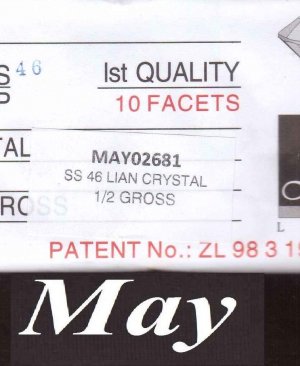 S 46
P
Ist QUALITY
10 FACETS
TAL
MAY02681
SS 46 LIAN CRYSTAL
1/2 GROSS
ROSS
L
PATENT No.: ZL 98 3 1
May